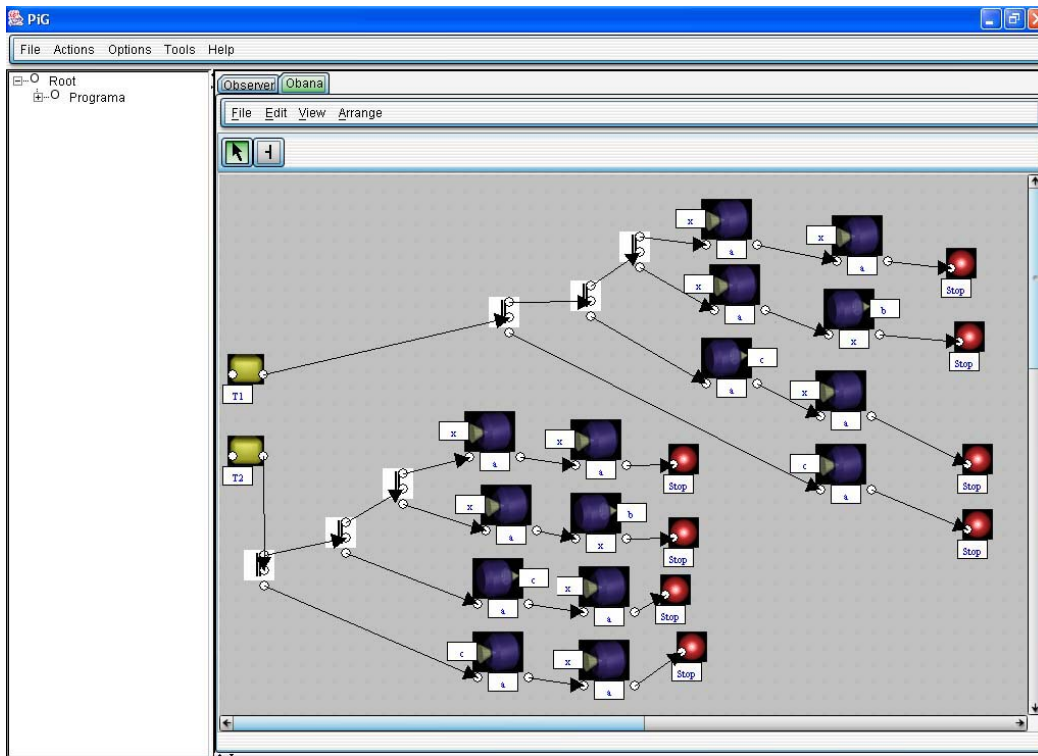 PiG
File Actions Options Tools Help
Root
Programa
Observer Obana
File Edit View Arrange
x
a
x
a
Stop
x
a
b
x
Stop
c
a
x
a
Stop
c
a
Stop
T1
T2
x
a
x
a
Stop
x
a
b
x
Stop
c
a
x
a
Stop
c
a
x
a
Stop